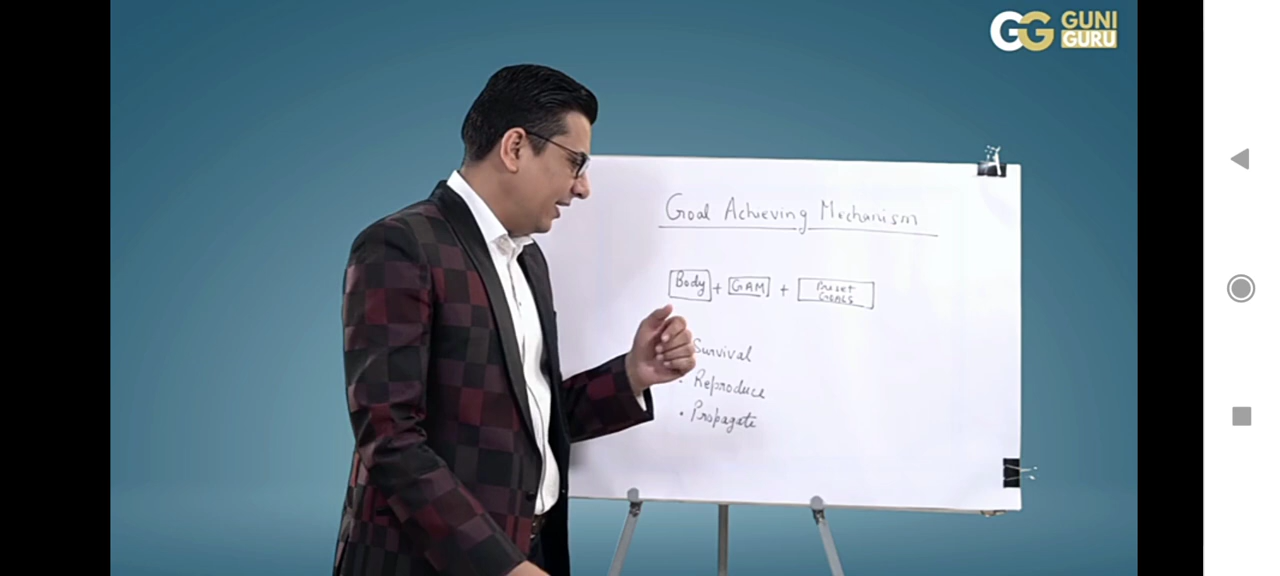 GG GUNI
GURU
Goal Achieving Mechanism
Body + GAM + Preset
GOALS
Survival
• Reproduce
• Propagate